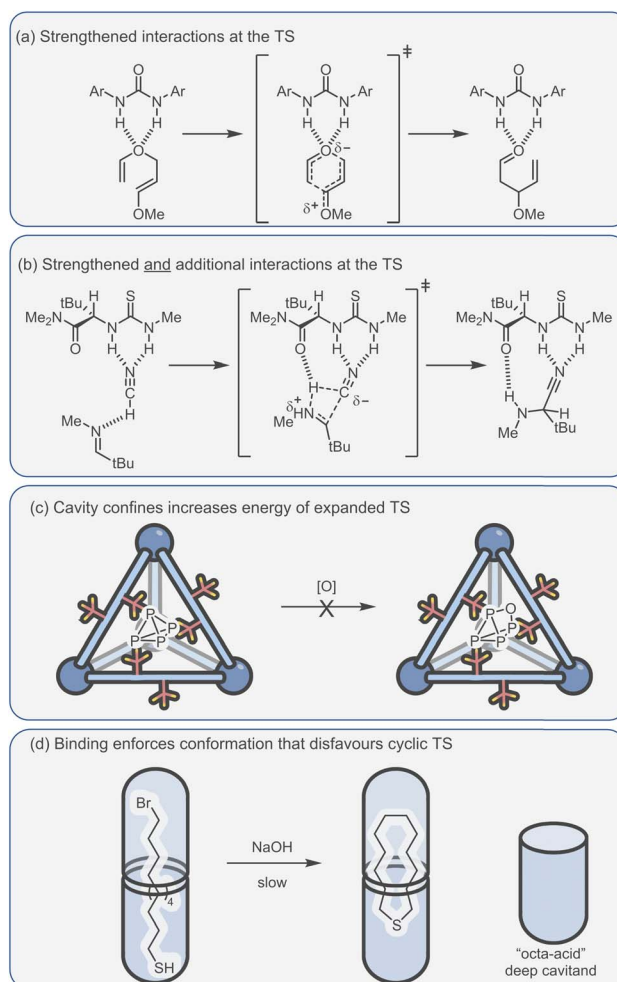 (a) Strengthened interactions at the TS
O O O
Ar N N Ar Ar N N Ar Ar N N Ar
H H H H H H
‡
O O δ− O
OMe δ+ OMe OMe
(b) Strengthened and additional interactions at the TS
tBu H S tBu H S tBu H S
‡
Me2N N N Me Me2N N N Me Me2N N N Me
O H H O H H O H H
N N N
C H C δ− H
H δ+ HN N H
Me N Me Me tBu
tBu tBu
(c) Cavity confines increases energy of expanded TS
[O]
X
P P P P P O P P P
(d) Binding enforces conformation that disfavours cyclic TS
Br
NaOH
slow
4
S
SH
"octa-acid"
deep cavitand